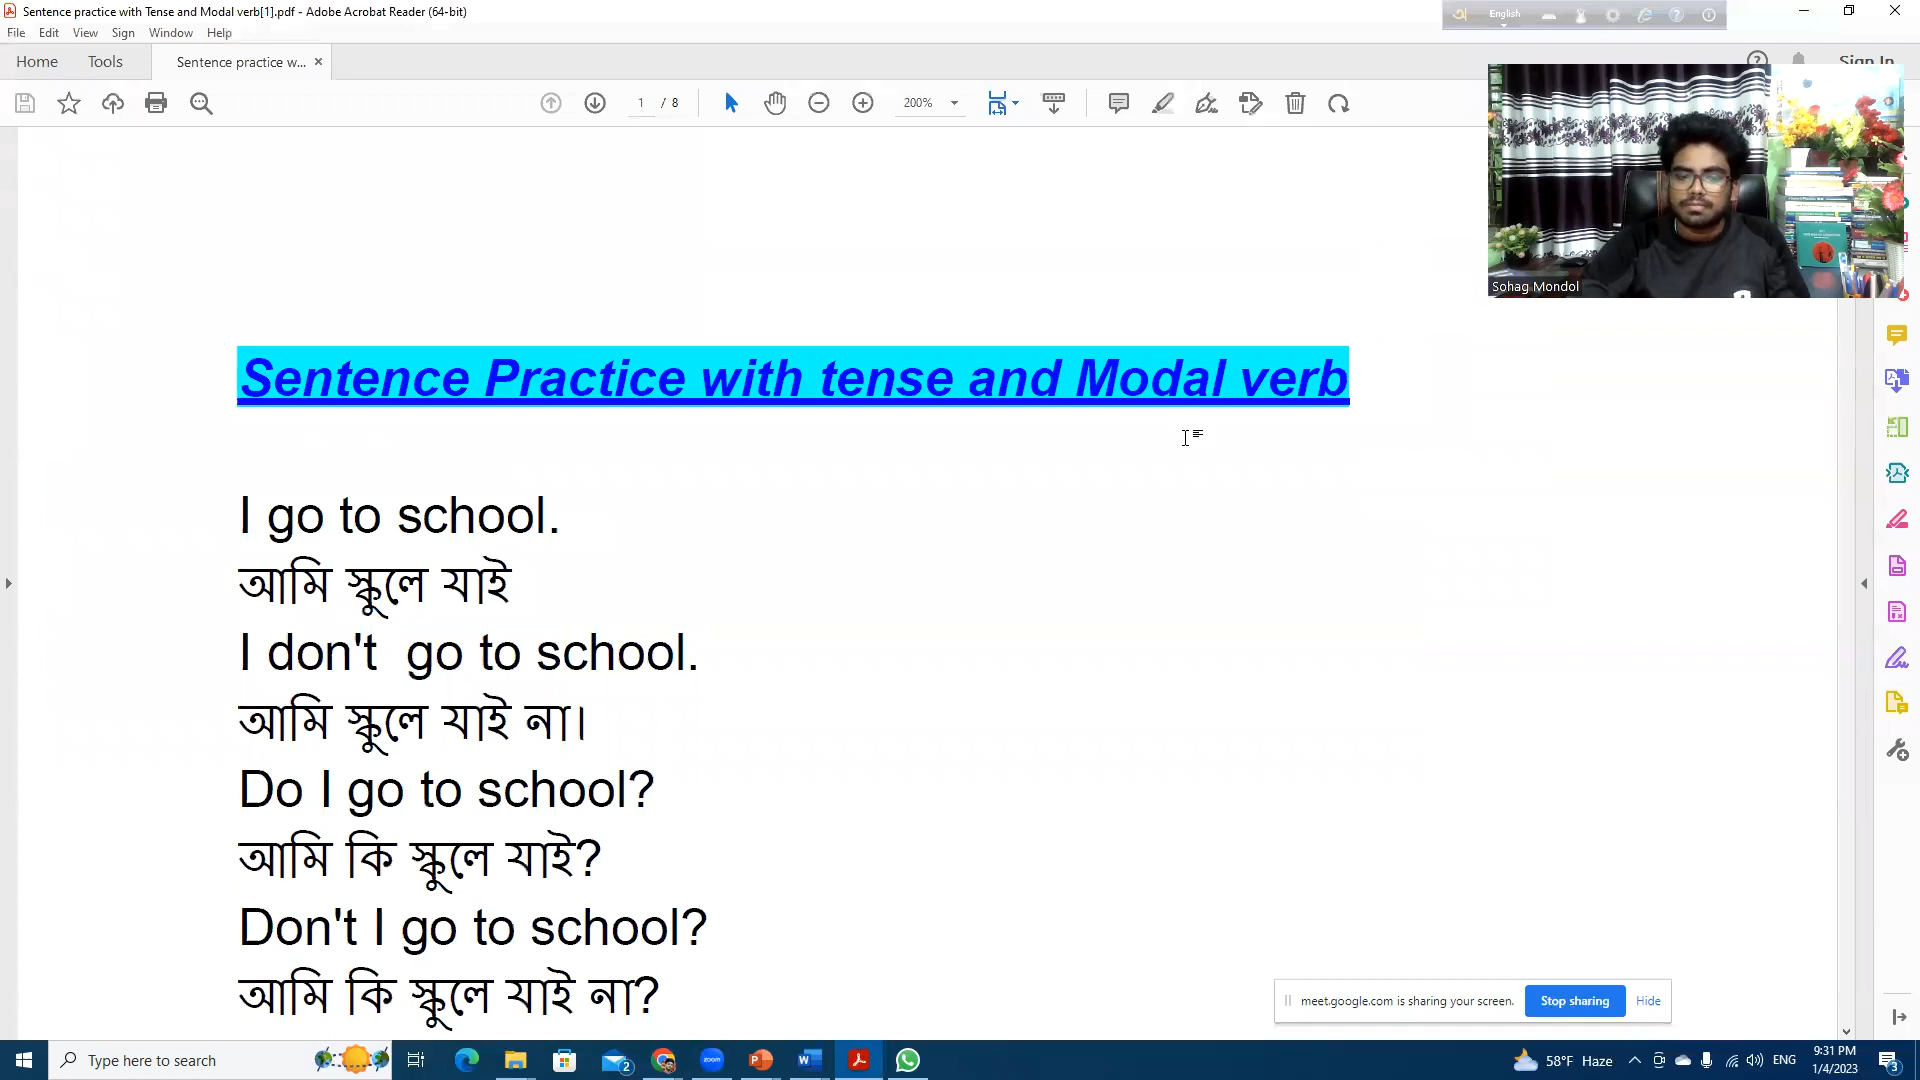 Sentence practice with Tense and Modal verb[1].pdf - Adobe Acrobat Reader (64-bit)
English
File Edit View Sign Window Help
Home Tools Sentence practice w... ×
Sign In
1 / 8 200%
Sohag Mondol
Sentence Practice with tense and Modal verb
I go to school.
আমি স্কুলে যাই
I don't go to school.
আমি স্কুলে যাই না।
Do I go to school?
আমি কি স্কুলে যাই?
Don't I go to school?
আমি কি স্কুলে যাই না?
meet.google.com is sharing your screen. Stop sharing Hide
Type here to search
2
zoom
58°F Haze
ENG
9:31 PM
1/4/2023
3